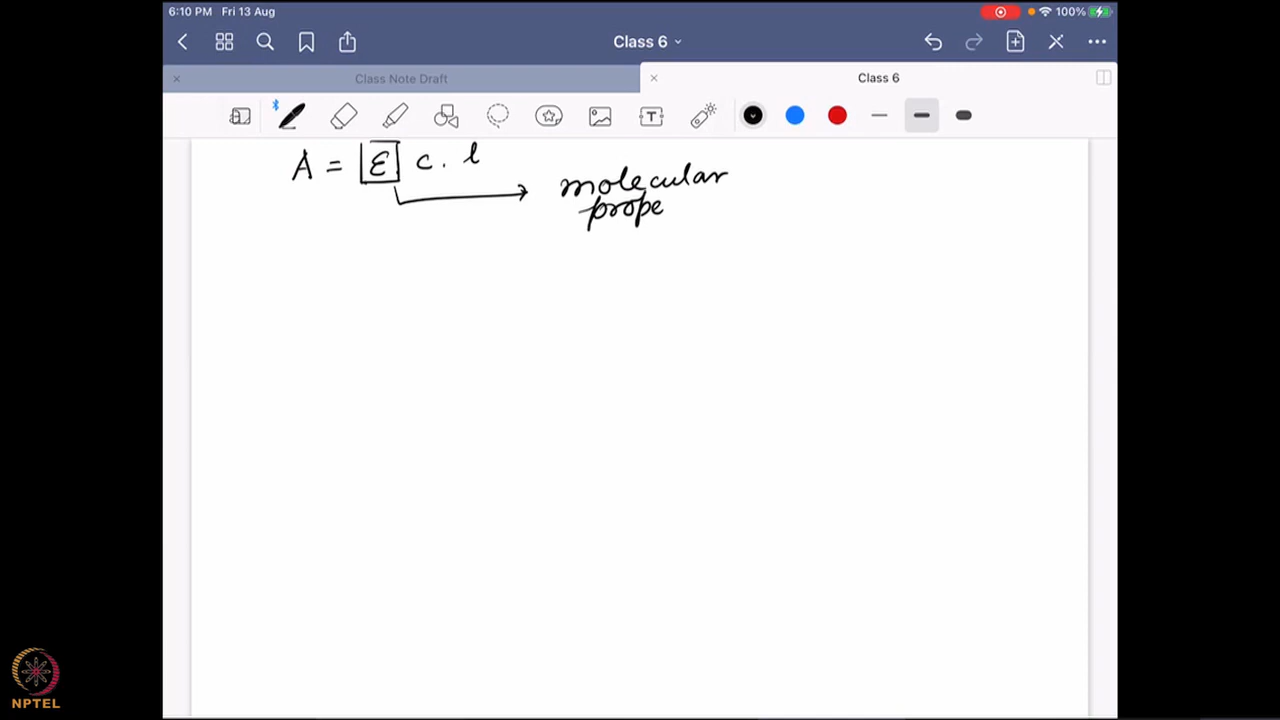 6:10 PM Fri 13 Aug
100%
Class 6
Class Note Draft
Class 6
T
A = ε c . l
molecular
prope
NPTEL